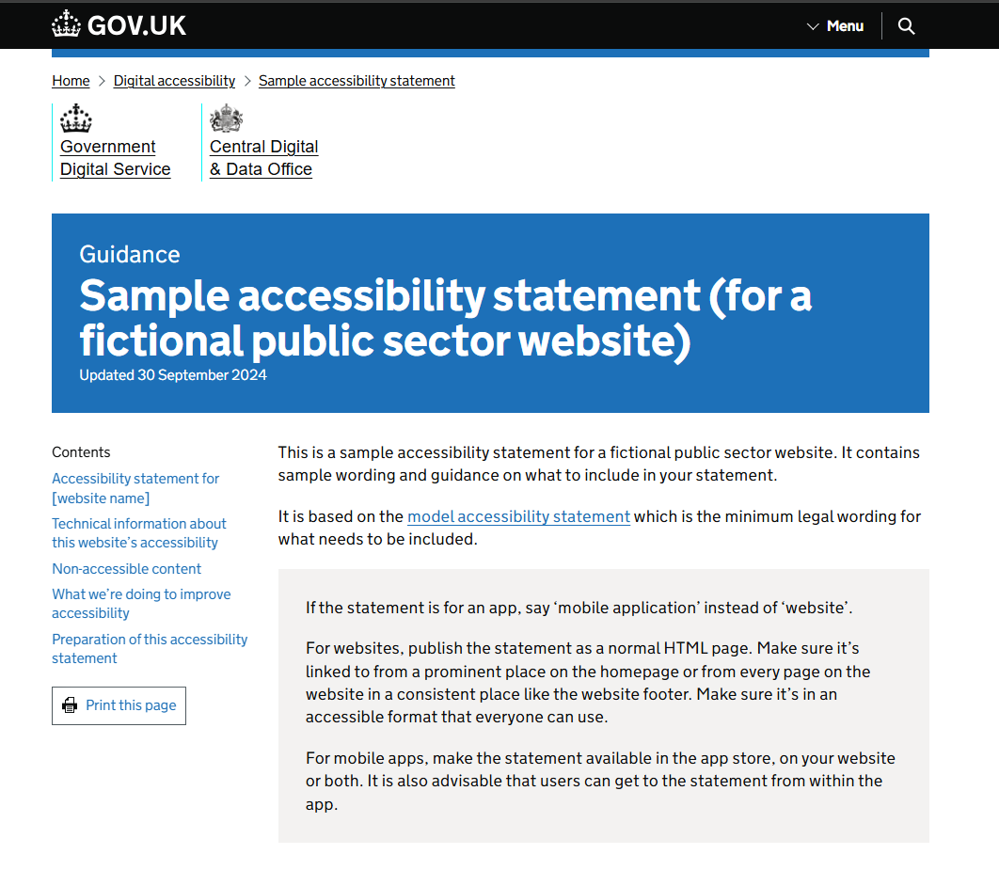 GOV.UK
Menu
Home > Digital accessibility > Sample accessibility statement
Government
Digital Service
Central Digital
& Data Office
Guidance
Sample accessibility statement (for a
fictional public sector website)
Updated 30 September 2024
Contents
Accessibility statement for
[website name]
Technical information about
this website’s accessibility
Non-accessible content
What we’re doing to improve
accessibility
Preparation of this accessibility
statement
Print this page
This is a sample accessibility statement for a fictional public sector website. It contains
sample wording and guidance on what to include in your statement.
It is based on the model accessibility statement which is the minimum legal wording for
what needs to be included.
If the statement is for an app, say ‘mobile application’ instead of ‘website’.
For websites, publish the statement as a normal HTML page. Make sure it’s
linked to from a prominent place on the homepage or from every page on the
website in a consistent place like the website footer. Make sure it’s in an
accessible format that everyone can use.
For mobile apps, make the statement available in the app store, on your website
or both. It is also advisable that users can get to the statement from within the
app.